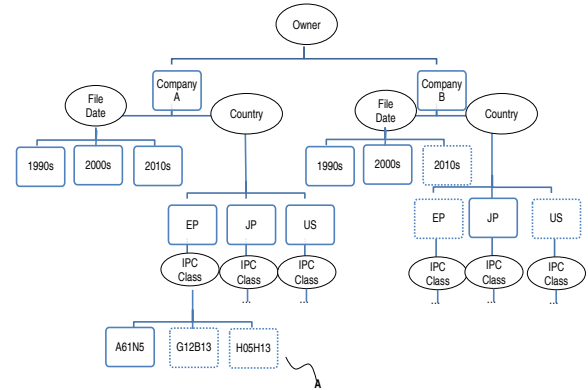 Owner
Company
A
Company
B
File
Date
Country
File
Date
Country
1990s
2000s
2010s
1990s
2000s
2010s
EP
JP
US
EP
JP
US
IPC
Class
IPC
Class
IPC
Class
IPC
Class
IPC
Class
IPC
Class
...
...
...
...
...
A61N5
G12B13
H05H13
A